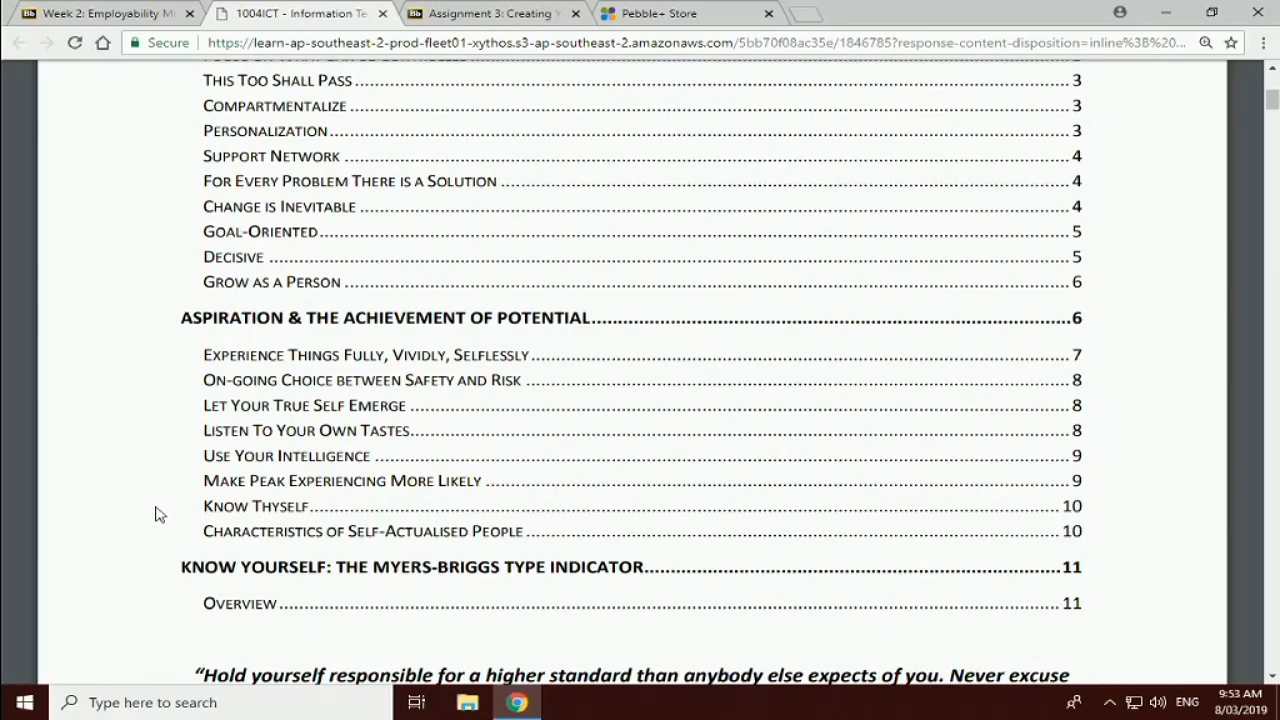 Week 2: Employability M
1004ICT - Information Te
Assignment 3: Creating Y
Pebble+ Store
Secure
https://learn-ap-southeast-2-prod-fleet01-xythos.s3-ap-southeast-2.amazonaws.com/5bb70f08ac35e/1846785?response-content-disposition=inline%3B%20...
THIS TOO SHALL PASS 3
COMPARTMENTALIZE 3
PERSONALIZATION 3
SUPPORT NETWORK 4
FOR EVERY PROBLEM THERE IS A SOLUTION 4
CHANGE IS INEVITABLE 4
GOAL-ORIENTED 5
DECISIVE 5
GROW AS A PERSON 6
ASPIRATION & THE ACHIEVEMENT OF POTENTIAL 6
EXPERIENCE THINGS FULLY, VIVIDLY, SELFLESSLY 7
ON-GOING CHOICE BETWEEN SAFETY AND RISK 8
LET YOUR TRUE SELF EMERGE 8
LISTEN TO YOUR OWN TASTES 8
USE YOUR INTELLIGENCE 9
MAKE PEAK EXPERIENCING MORE LIKELY 9
KNOW THYSELF 10
CHARACTERISTICS OF SELF-ACTUALISED PEOPLE 10
KNOW YOURSELF: THE MYERS-BRIGGS TYPE INDICATOR 11
OVERVIEW 11
“Hold yourself responsible for a higher standard than anybody else expects of you. Never excuse
Type here to search
ENG
9:53 AM
8/03/2019